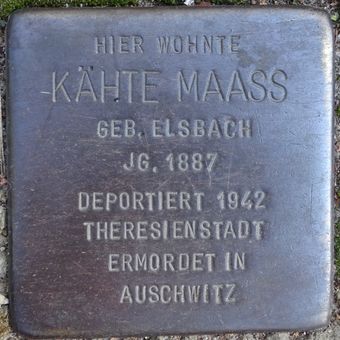 HIER WOHNTE
KÄHTE MAASS
GEB. ELSBACH
JG. 1887
DEPORTIERT 1942
THERESIENSTADT
ERMORDET IN
AUSCHWITZ